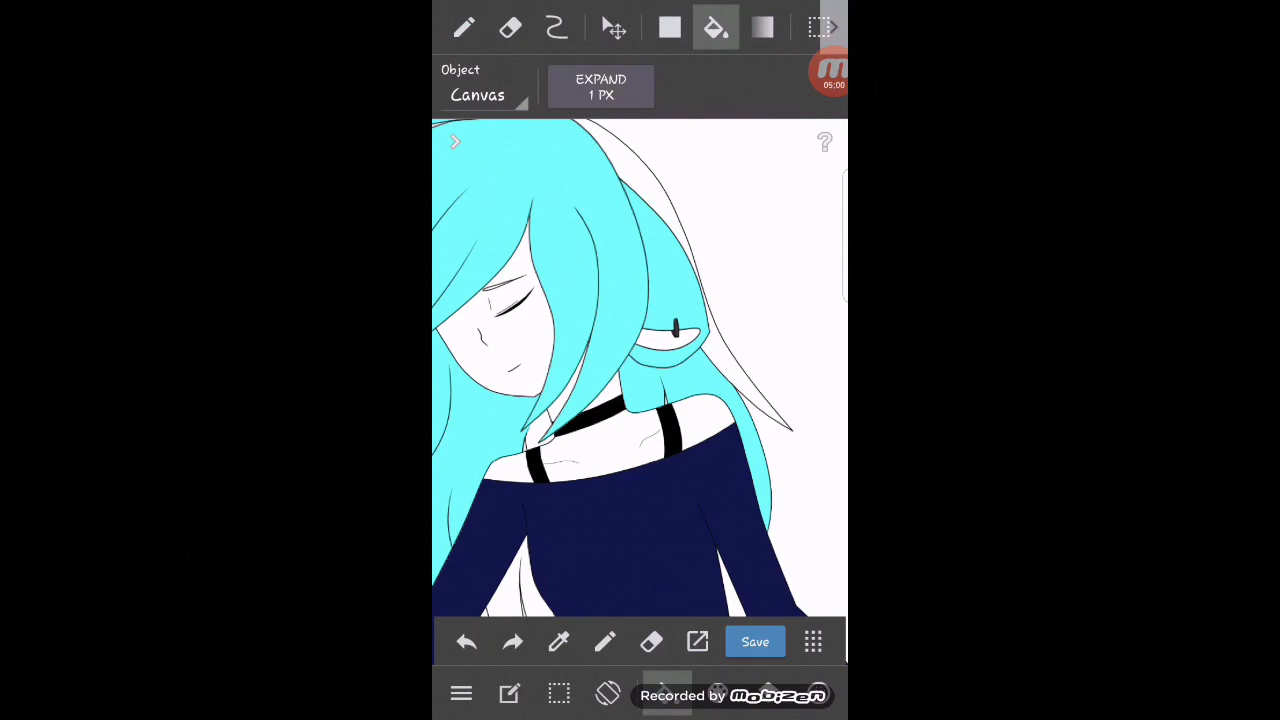 Object
Canvas
EXPAND
1 PX
05:00
?
Save
Recorded by mobizen